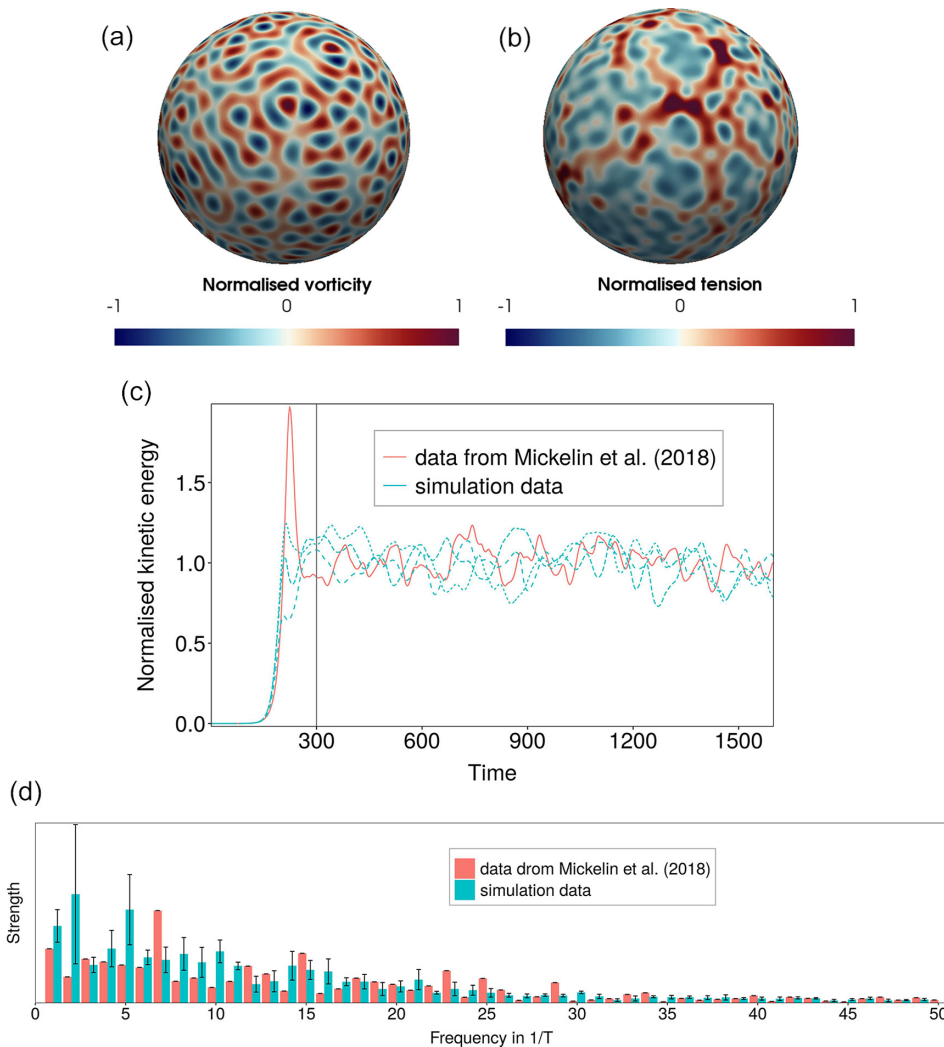 (a)
(b)
Normalised vorticity
-1 0 1
Normalised tension
-1 0 1
(c)
Normalised kinetic energy
1.5
1.0
0.5
0.0
data from Mickelin et al. (2018)
simulation data
300 600 900 1200 1500
Time
(d)
Strength
data drom Mickelin et al. (2018)
simulation data
0 5 10 15 20 25 30 35 40 45 50
Frequency in 1/T